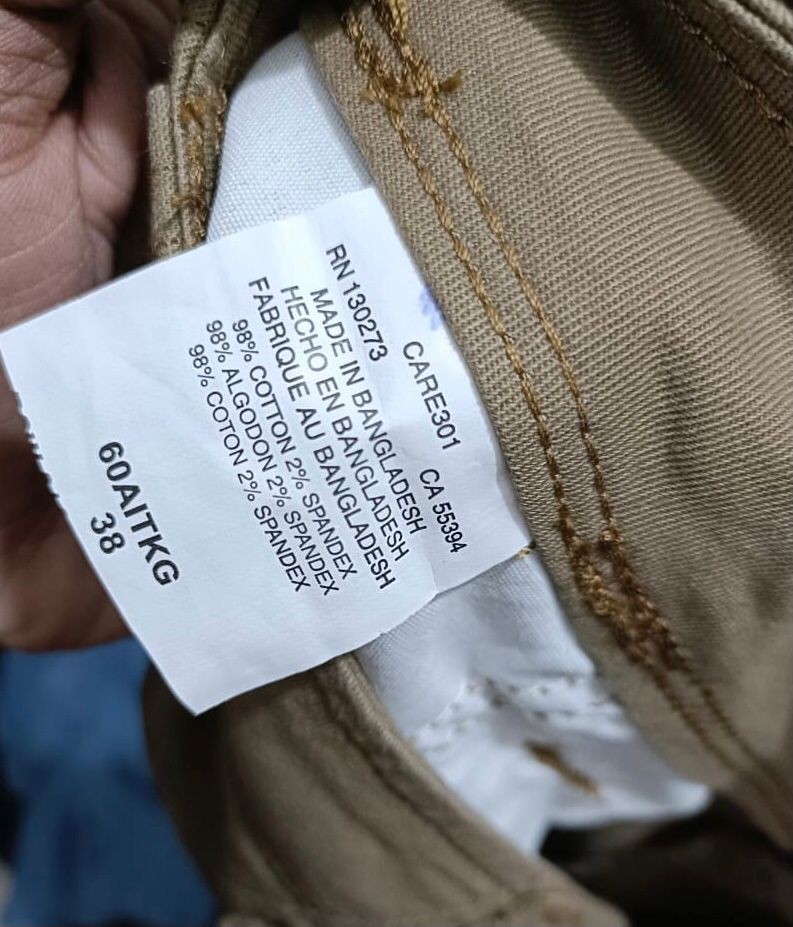 CARE301 CA 55394
RN 130273
MADE IN BANGLADESH
HECHO EN BANGLADESH
FABRIQUE AU BANGLADESH
98% COTTON 2% SPANDEX
98% ALGODON 2% SPANDEX
98% COTON 2% SPANDEX
60AITKG
38